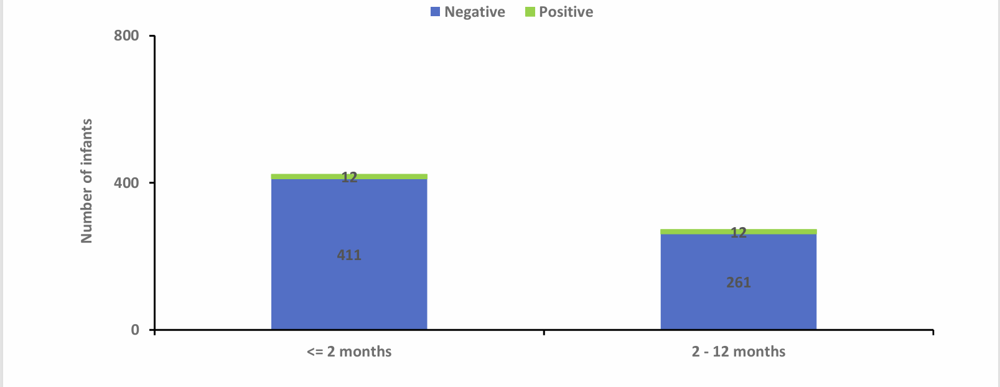 Negative Positive
800
400
0
Number of infants
12
411
12
261
<= 2 months
2 - 12 months